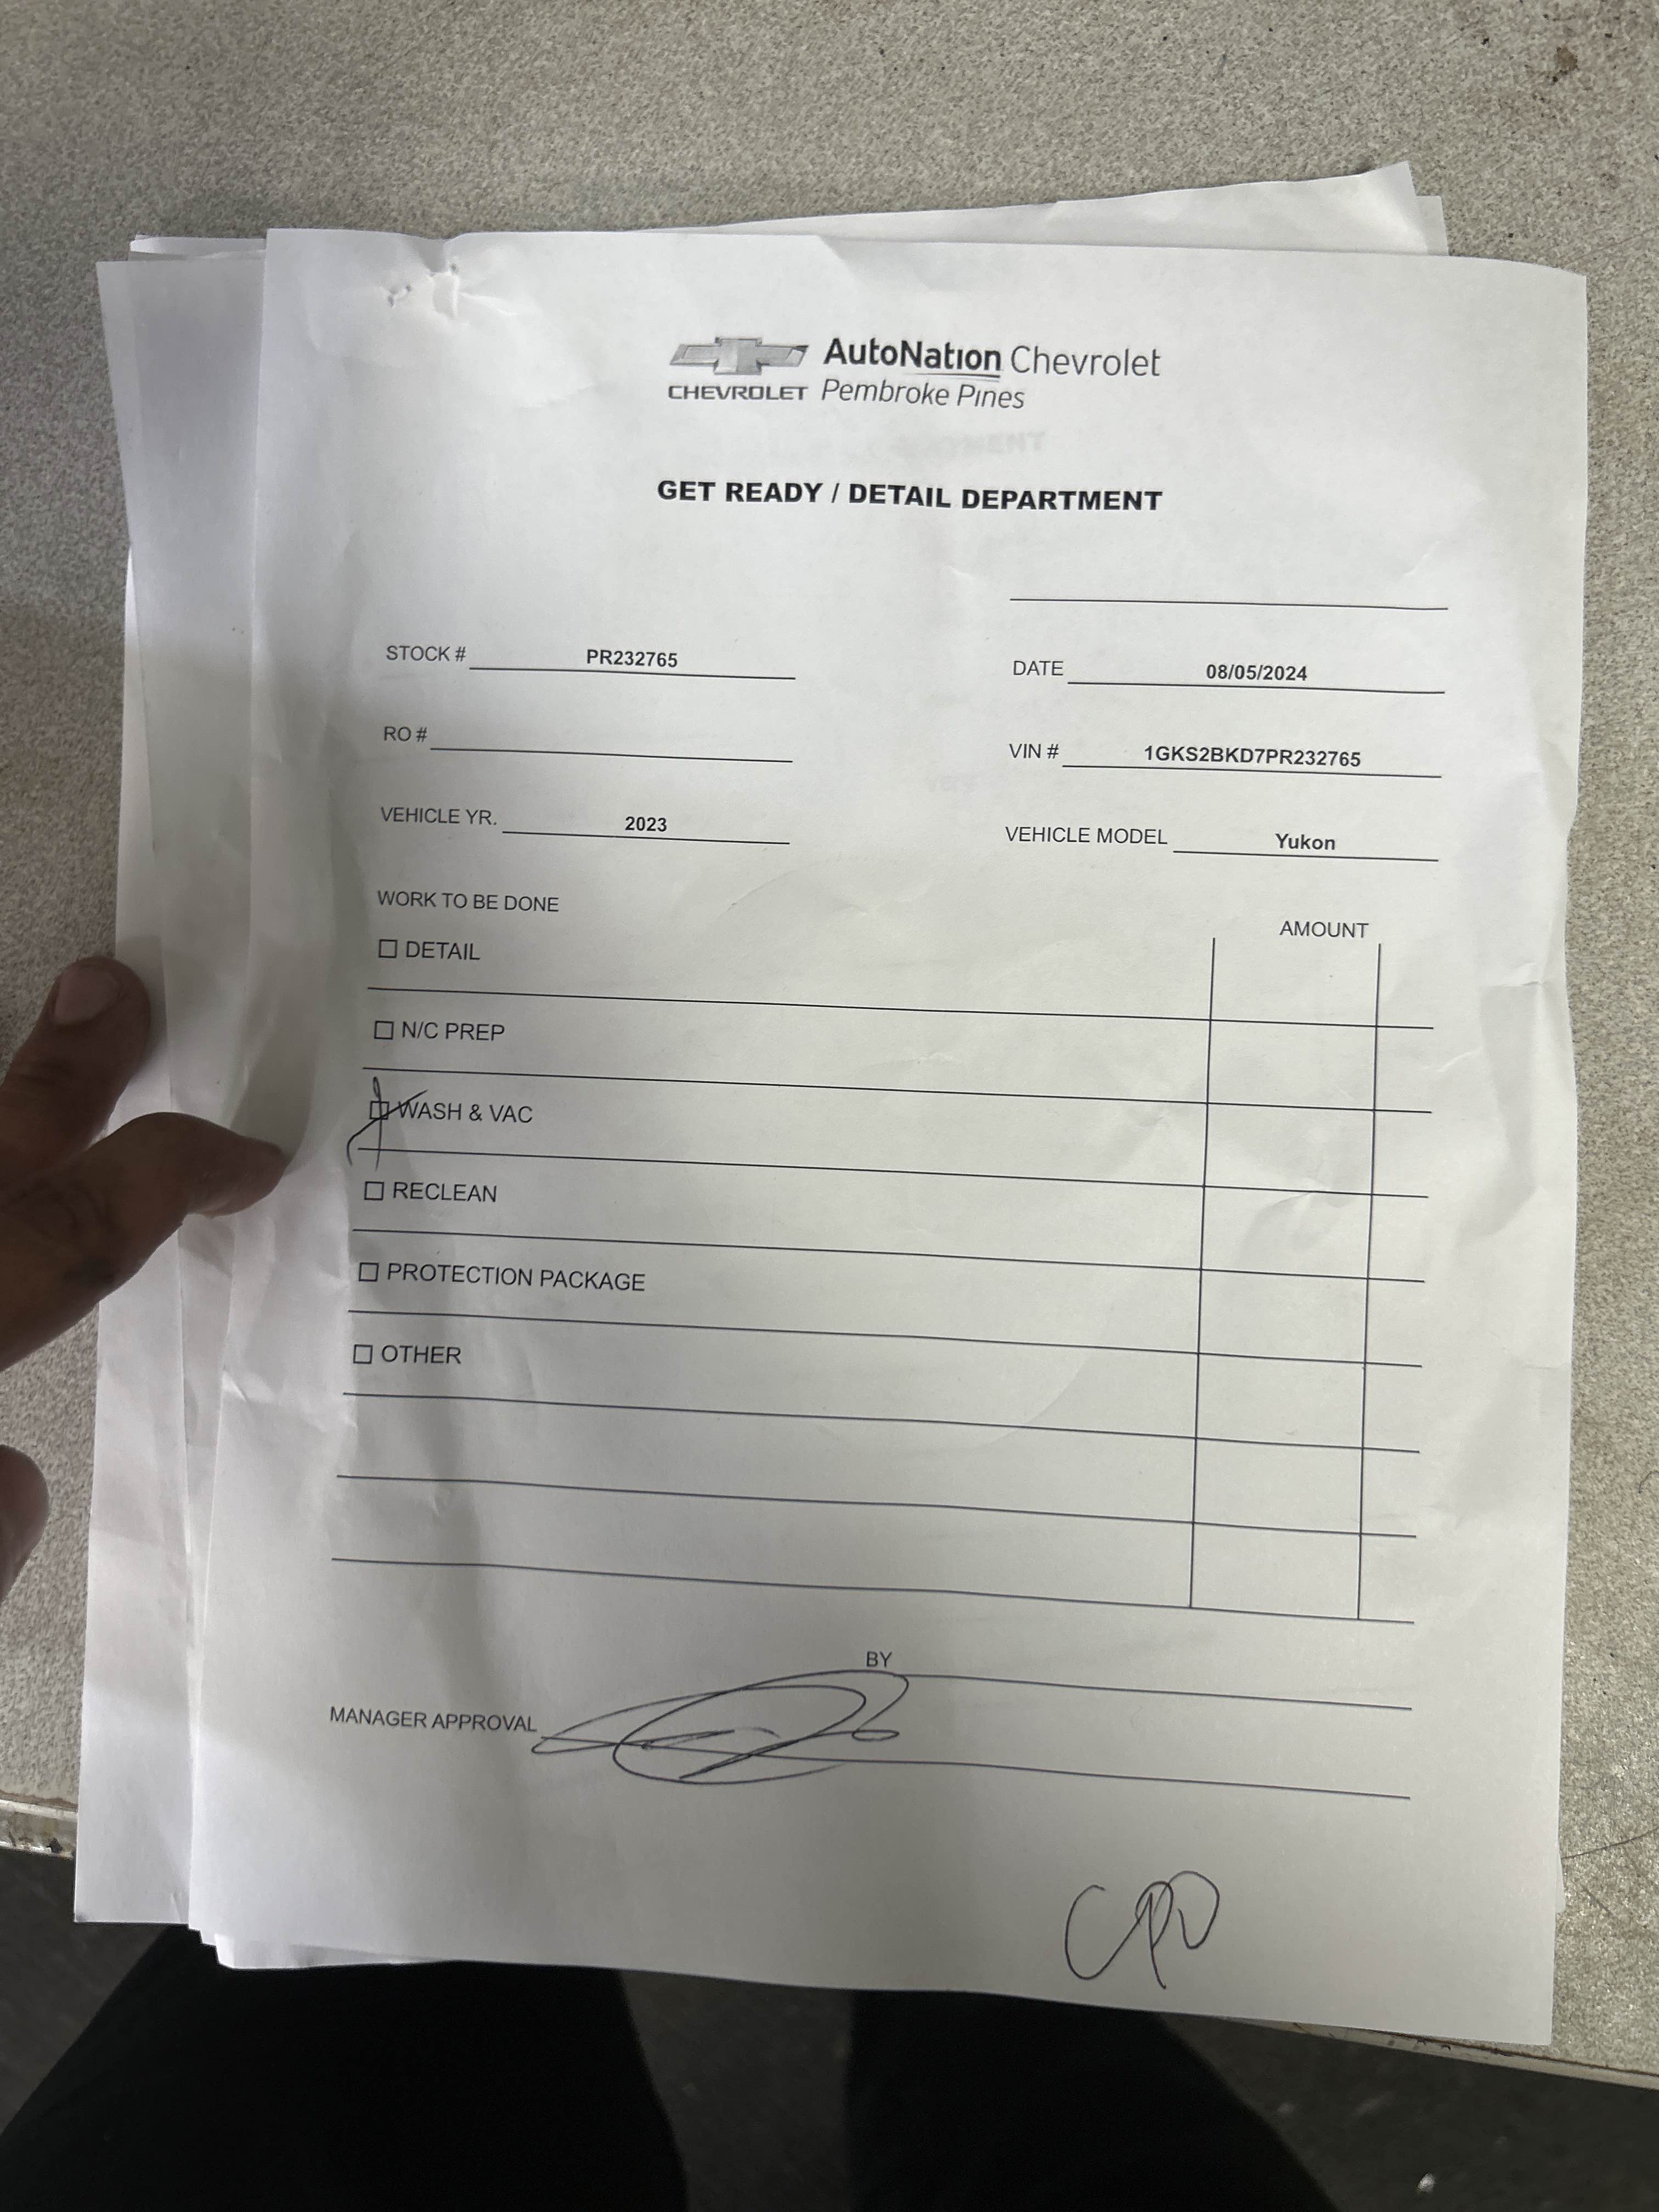 AutoNation Chevrolet
CHEVROLET Pembroke Pines
GET READY / DETAIL DEPARTMENT
STOCK # PR232765
DATE 08/05/2024
RO #
VIN # 1GKS2BKD7PR232765
VEHICLE YR. 2023
VEHICLE MODEL Yukon
WORK TO BE DONE
AMOUNT
DETAIL
N/C PREP
WASH & VAC
RECLEAN
PROTECTION PACKAGE
OTHER
BY
MANAGER APPROVAL
CPO